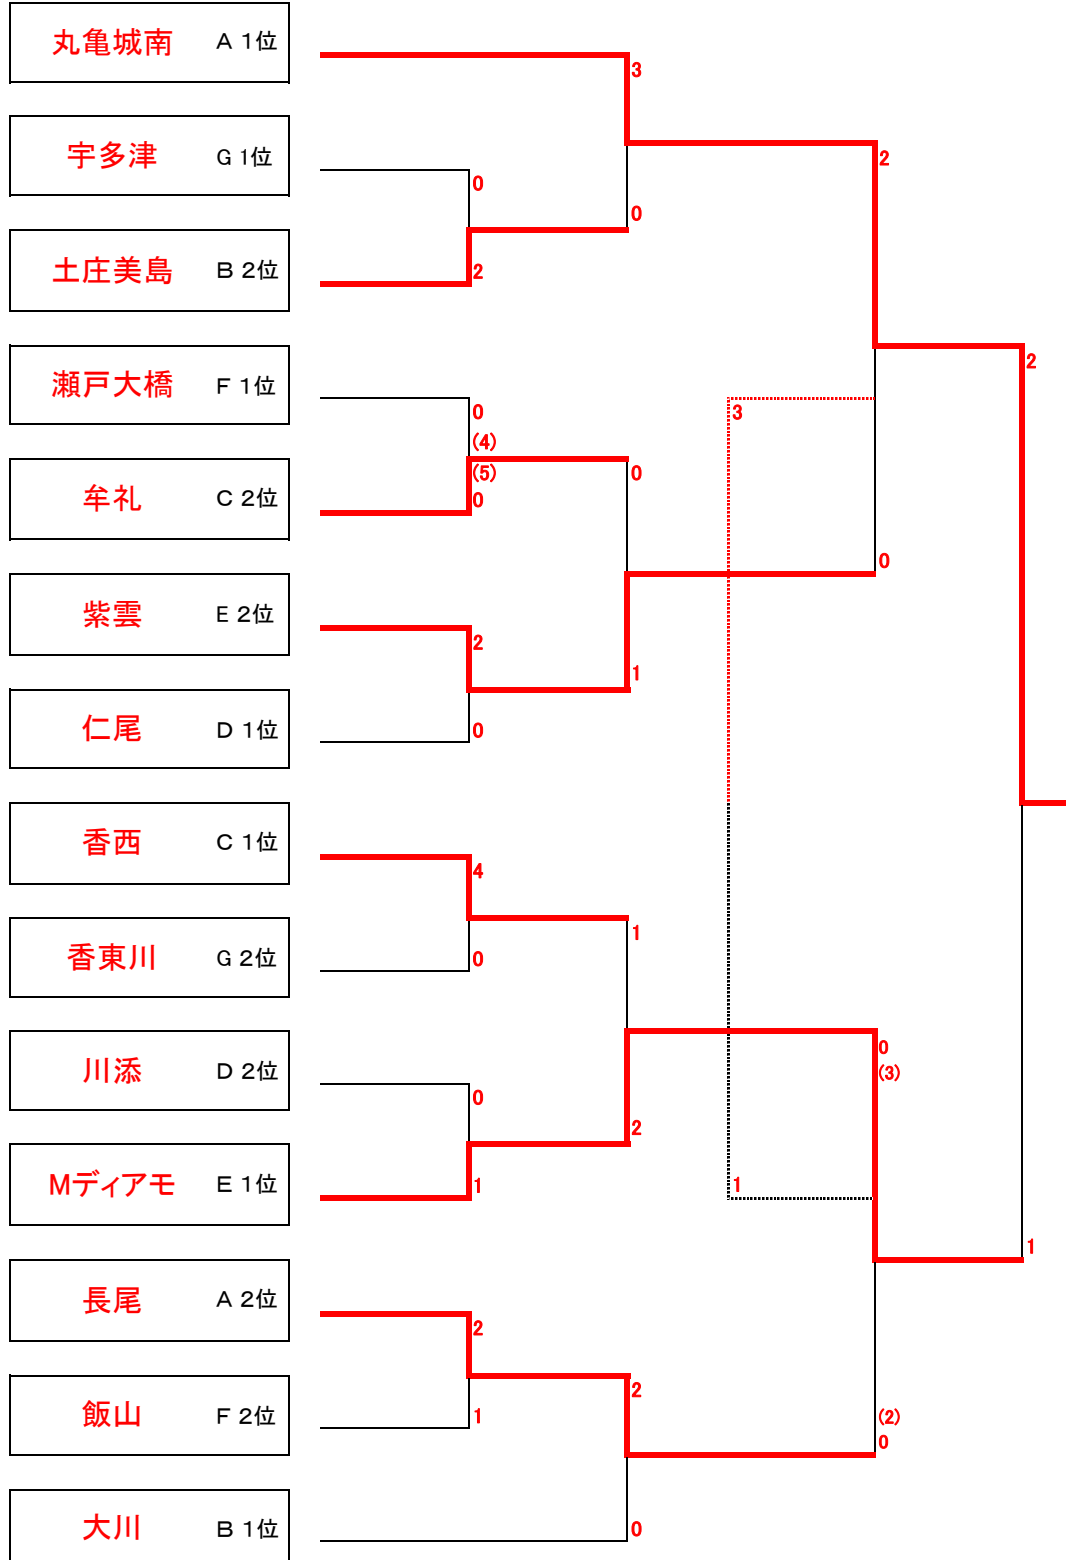 丸亀城南 A 1位
3
宇多津 G 1位
2
0
0
土庄美島 B 2位
2
瀬戸大橋 F 1位
2
0
3
(4)
牟礼 C 2位
(5)
0
0
紫雲 E 2位
0
2
1
仁尾 D 1位
0
香西 C 1位
4
香東川 G 2位
1
0
川添 D 2位
0
(3)
0
2
Mディアモ E 1位
1
1
長尾 A 2位
1
2
飯山 F 2位
2
1
(2)
0
大川 B 1位
0